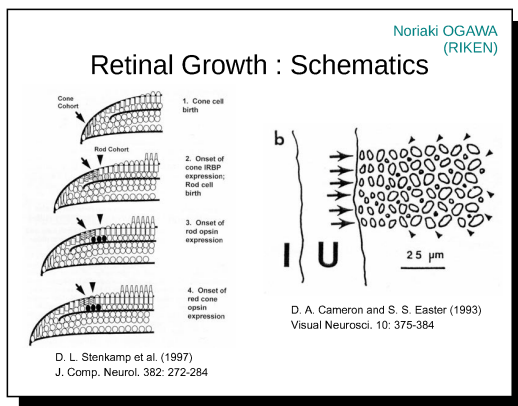 Noriaki OGAWA
(RIKEN)
Retinal Growth : Schematics
Cone
Cohort
1. Cone cell
birth
Rod Cohort
2. Onset of
cone IRBP
expression;
Rod cell
birth
3. Onset of
rod opsin
expression
4. Onset of
red cone
opsin
expression
D. L. Stenkamp et al. (1997)
J. Comp. Neurol. 382: 272-284
b
I U
25 µm
D. A. Cameron and S. S. Easter (1993)
Visual Neurosci. 10: 375-384